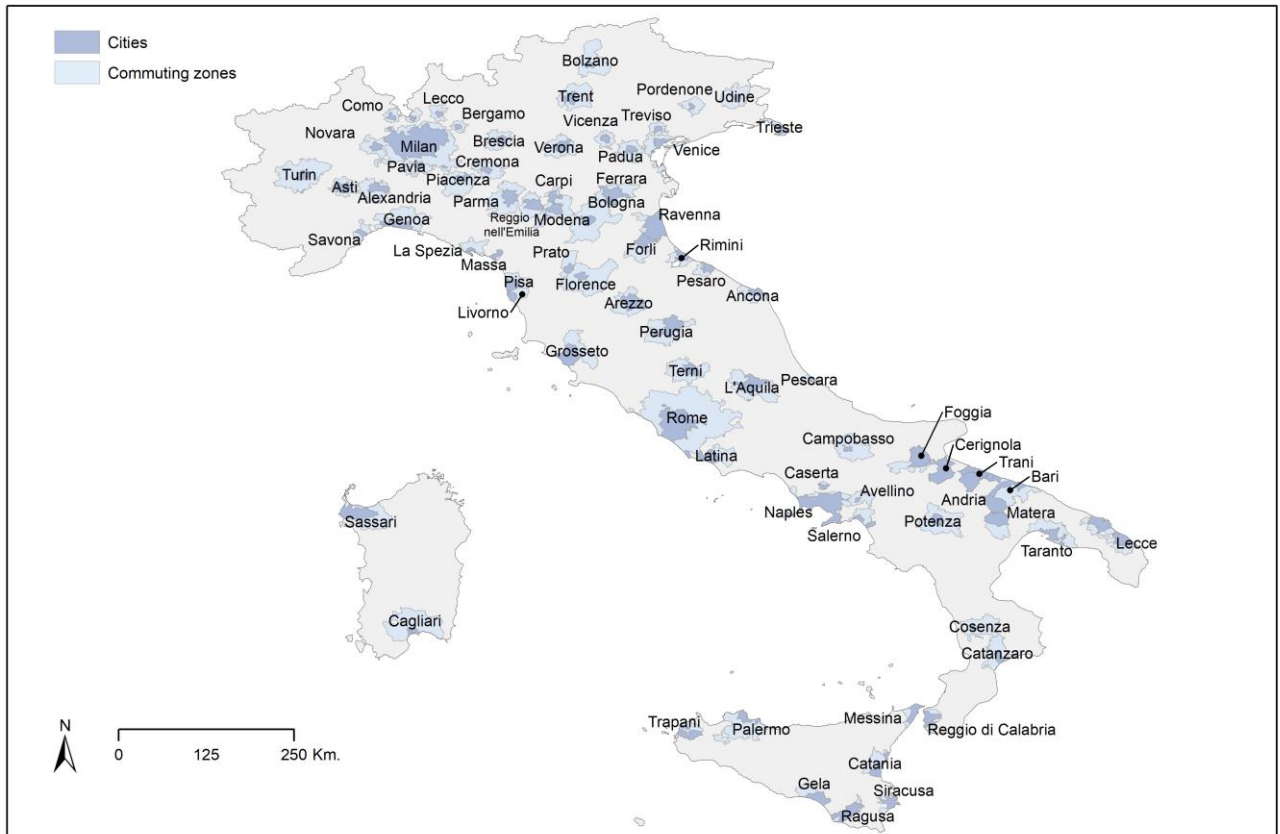 Cities
Commuting zones
Bolzano
Trent
Pordenone
Udine
Como
Lecco
Bergamo
Vicenza
Treviso
Trieste
Novara
Milan
Brescia
Verona
Padua
Venice
Turin
Pavia
Cremona
Asti
Piacenza
Carpi
Ferrara
Alexandria
Parma
Bologna
Genoa
Reggio
nell'Emilia
Modena
Ravenna
Savona
La Spezia
Prato
Forli
Rimini
Massa
Pisa
Florence
Pesaro
Livorno
Arezzo
Ancona
Perugia
Grosseto
Terni
L'Aquila
Pescara
Rome
Foggia
Campobasso
Cerignola
Latina
Trani
Caserta
Bari
Avellino
Andria
Naples
Potenza
Matera
Salerno
Taranto
Lecce
Sassari
Cagliari
Cosenza
Catanzaro
N
0
125
250 Km.
Trapani
Palermo
Messina
Reggio di Calabria
Catania
Gela
Siracusa
Ragusa